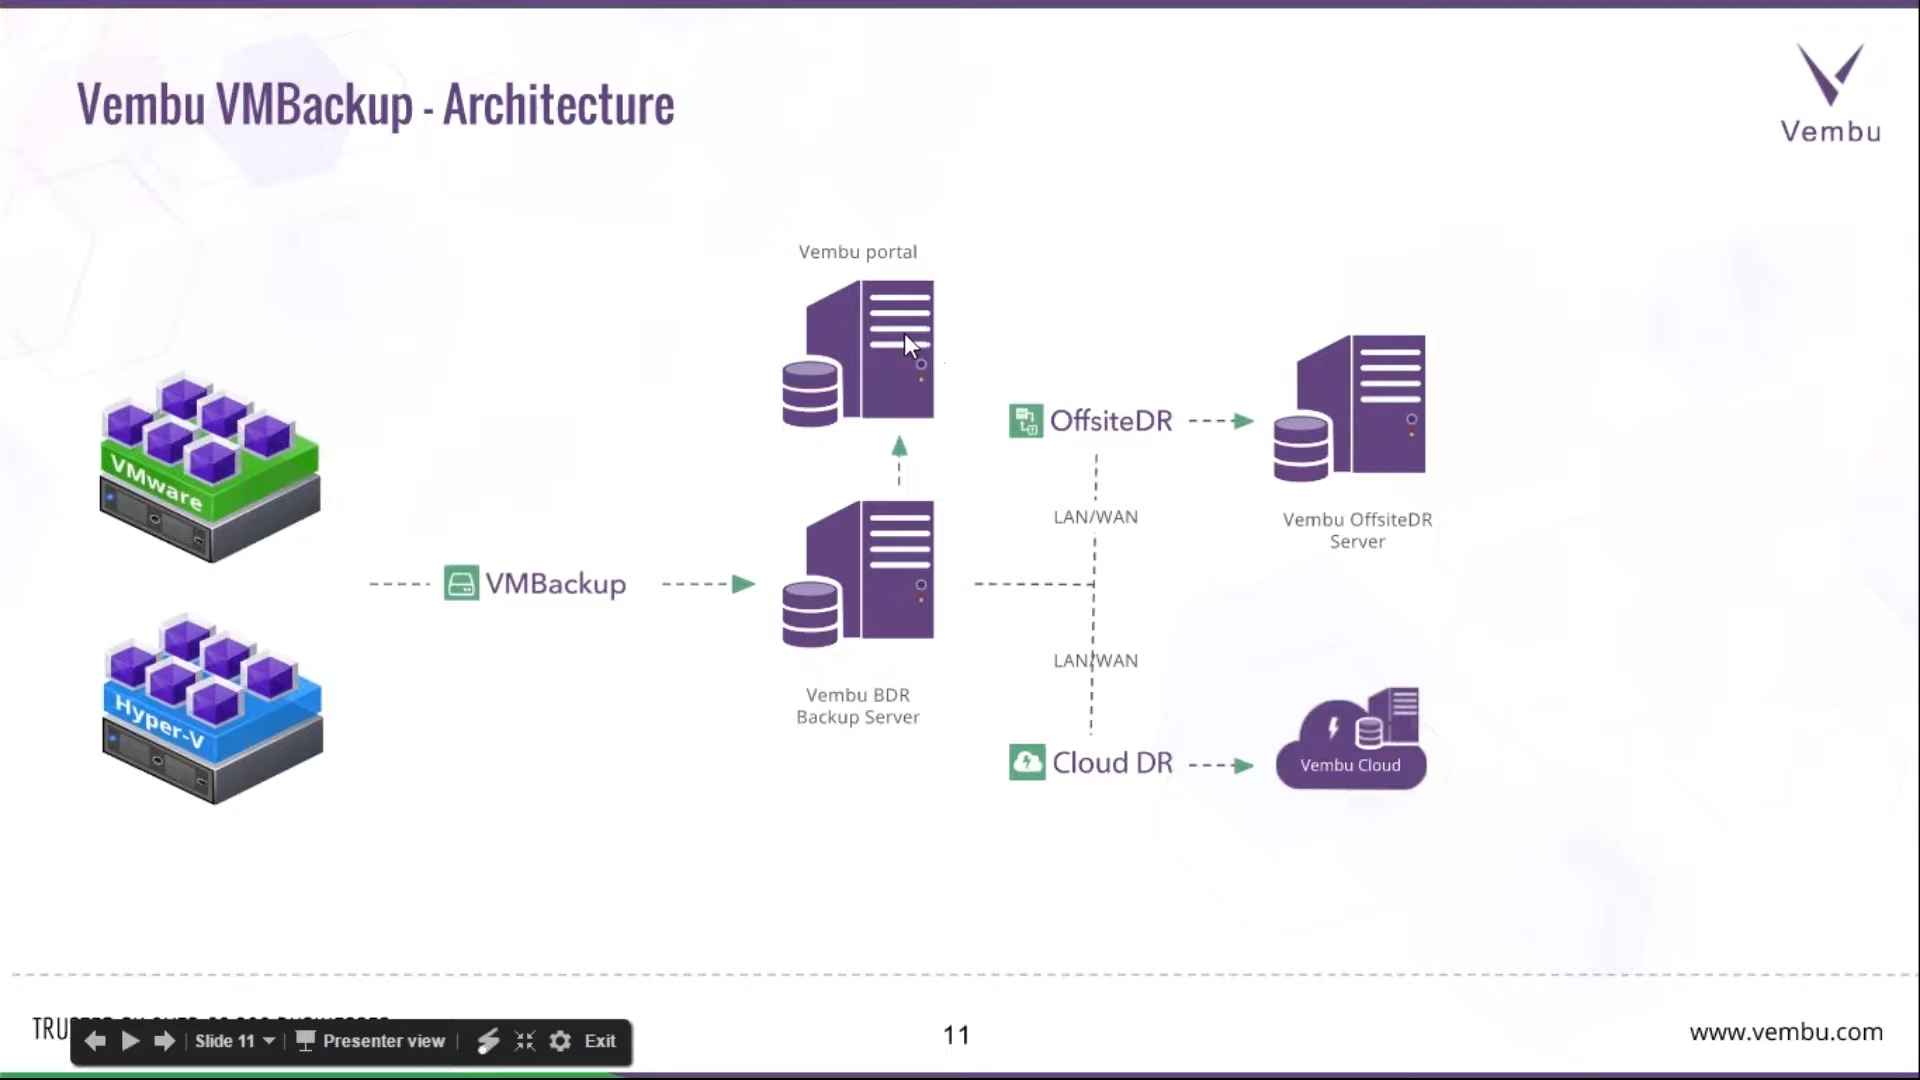 Vembu VMBackup - Architecture
Vembu
Vembu portal
VMware
OffsiteDR
LAN/WAN
Vembu OffsiteDR
Server
VMBackup
Hyper-V
LAN/WAN
Vembu BDR
Backup Server
Cloud DR
Vembu Cloud
Slide 11
Presenter view
Exit
11
www.vembu.com